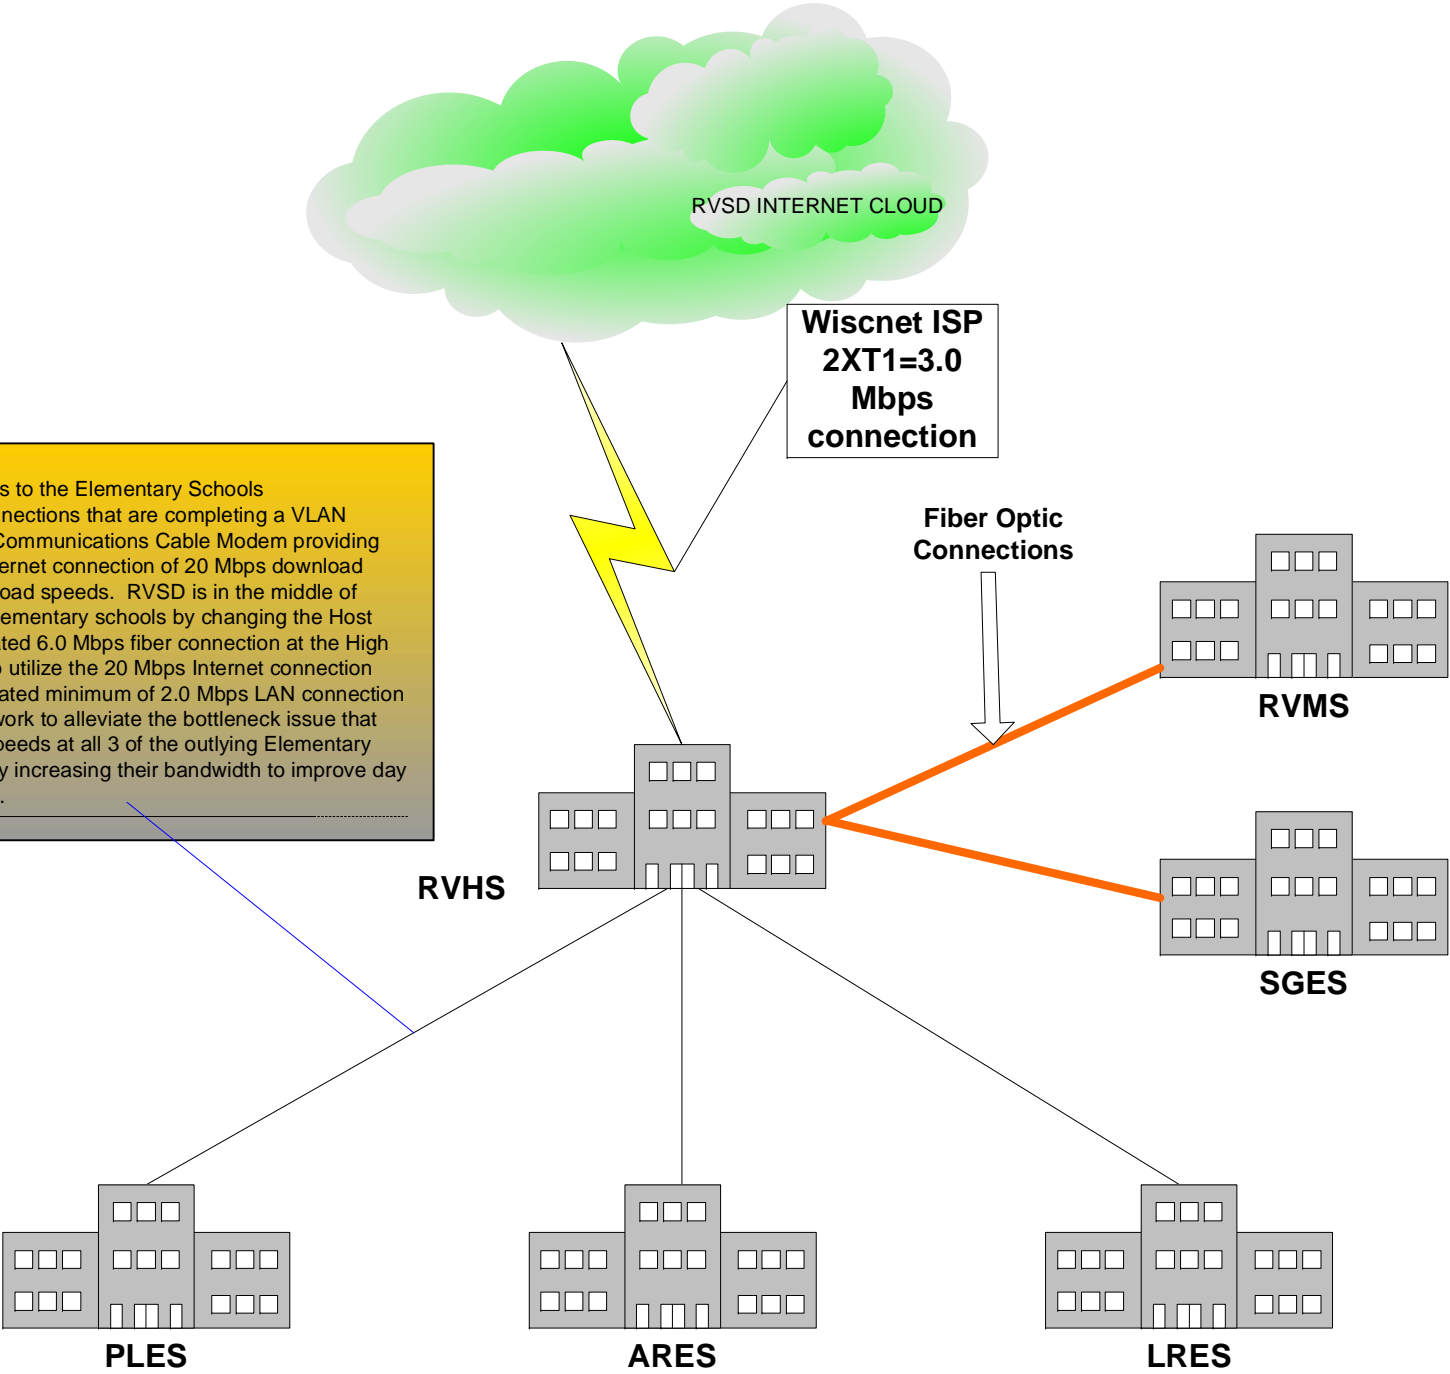 RVSD INTERNET CLOUD
Wiscnet ISP
2XT1=3.0
Mbps
connection
s to the Elementary Schools
nections that are completing a VLAN
Communications Cable Modem providing
ernet connection of 20 Mbps download
oad speeds. RVSD is in the middle of
ementary schools by changing the Host
ated 6.0 Mbps fiber connection at the High
o utilize the 20 Mbps Internet connection
ated minimum of 2.0 Mbps LAN connection
work to alleviate the bottleneck issue that
peeds at all 3 of the outlying Elementary
y increasing their bandwidth to improve day
.
Fiber Optic
Connections
RVMS
RVHS
SGES
PLES
ARES
LRES